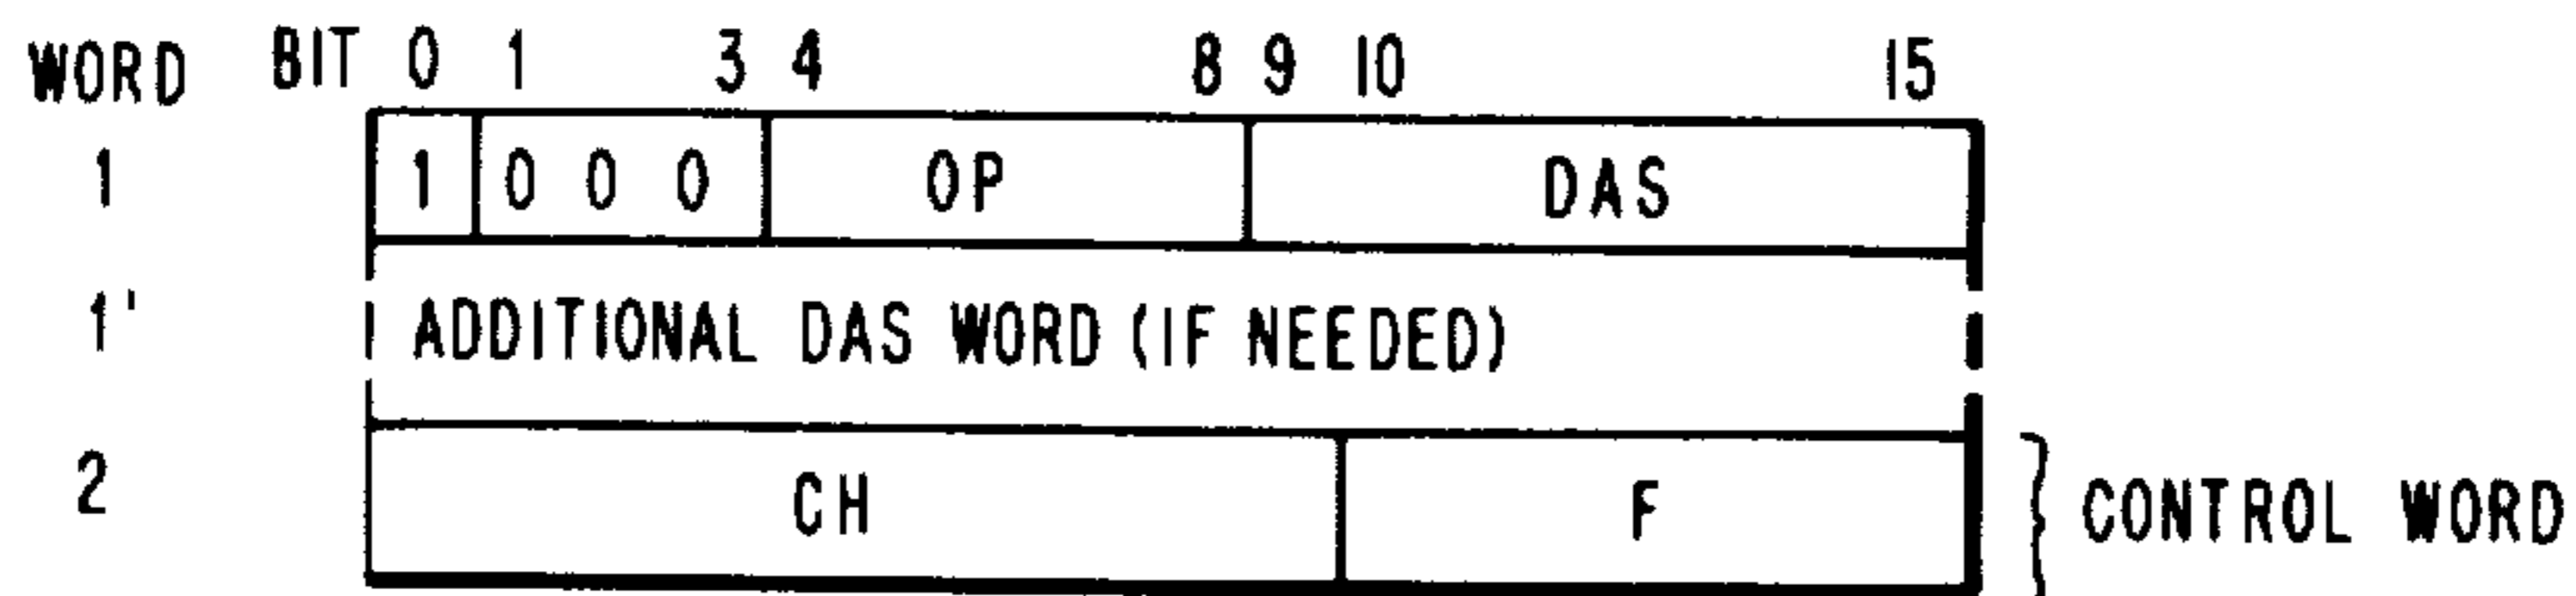 WORD BIT 0 1 3 4 8 9 10 15
1 1 0 0 0 OP DAS
1' ADDITIONAL DAS WORD (IF NEEDED)
2 CH F } CONTROL WORD